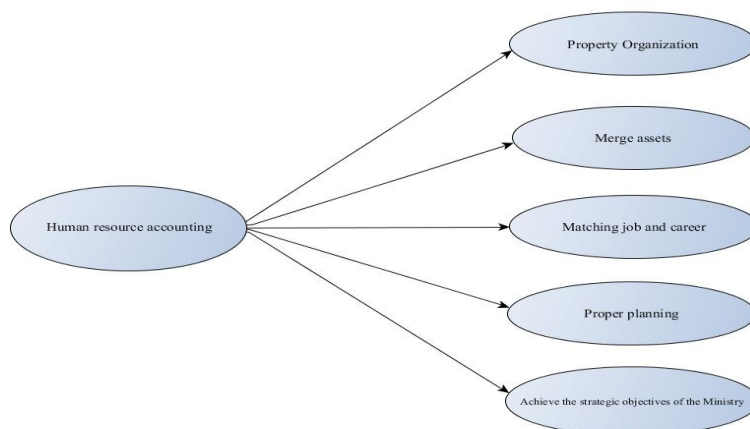 Property Organization
Merge assets
Human resource accounting
Matching job and career
Proper planning
Achieve the strategic objectives of the Ministry